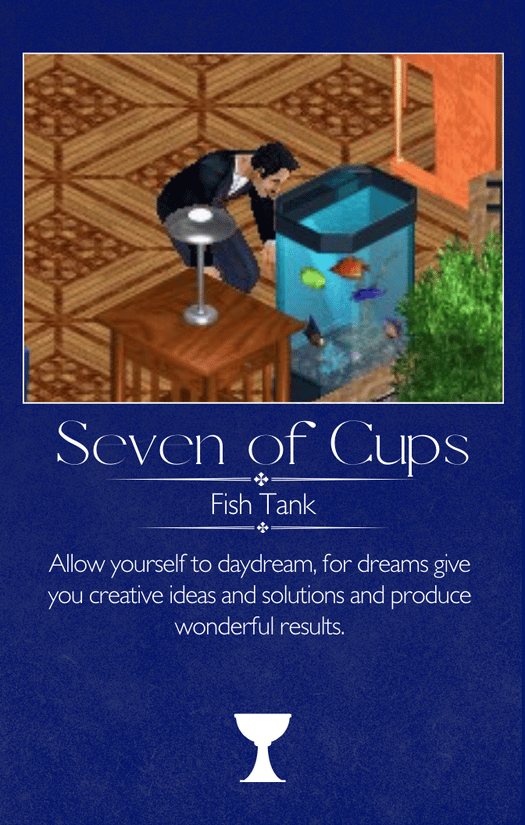 Seven of Cups
Fish Tank
Allow yourself to daydream, for dreams give
you creative ideas and solutions and produce
wonderful results.